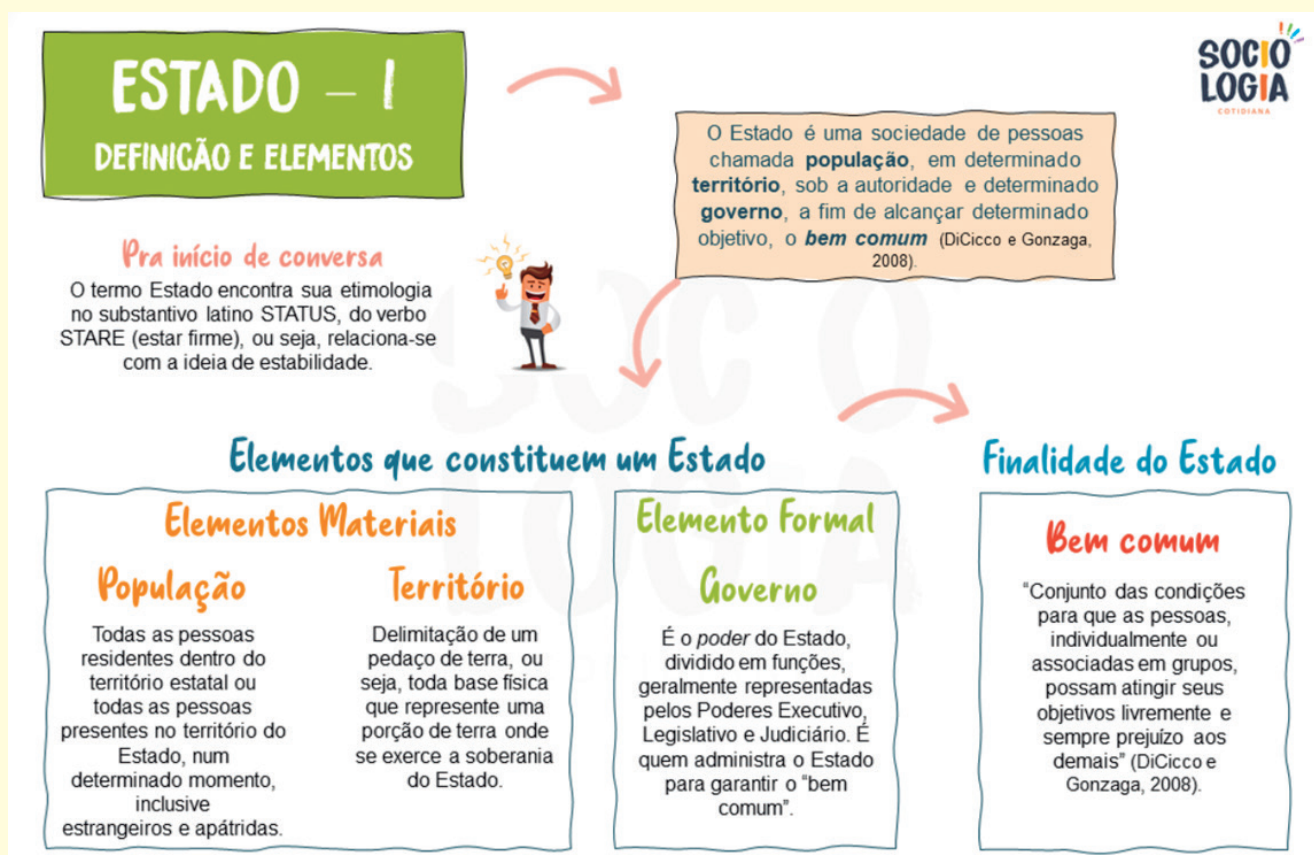 ESTADO – I
DEFINICÃO E ELEMENTOS
SOCIO
LOGIA
COTIDIANA
O Estado é uma sociedade de pessoas
chamada população, em determinado
território, sob a autoridade e determinado
governo, a fim de alcançar determinado
objetivo, o bem comum (DiCicco e Gonzaga,
2008).
Pra início de conversa
O termo Estado encontra sua etimologia
no substantivo latino STATUS, do verbo
STARE (estar firme), ou seja, relaciona-se
com a ideia de estabilidade.
Elementos que constituem um Estado
Elementos Materiais
População
Todas as pessoas
residentes dentro do
território estatal ou
todas as pessoas
presentes no território do
Estado, num
determinado momento,
inclusive
estrangeiros e apátridas.
Território
Delimitação de um
pedaço de terra, ou
seja, toda base física
que represente uma
porção de terra onde
se exerce a soberania
do Estado.
Elemento Formal
Governo
É o poder do Estado,
dividido em funções,
geralmente representadas
pelos Poderes Executivo,
Legislativo e Judiciário. É
quem administra o Estado
para garantir o “bem
comum”.
Finalidade do Estado
Bem comum
“Conjunto das condições
para que as pessoas,
individualmente ou
associadas em grupos,
possam atingir seus
objetivos livremente e
sempre prejuízo aos
demais” (DiCicco e
Gonzaga, 2008).